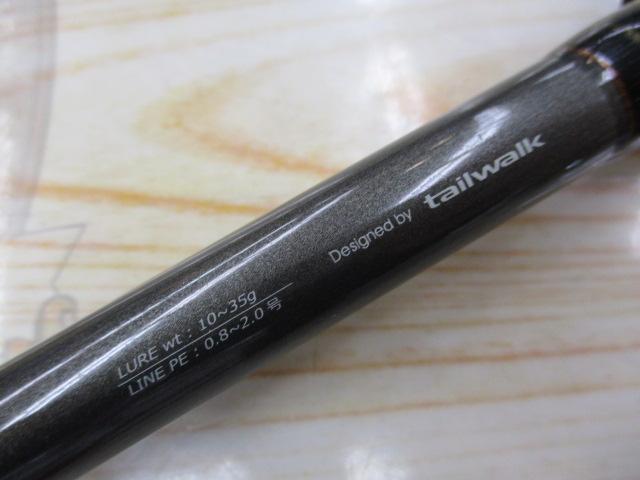 LURE wt : 10~35g
LINE PE : 0.8~2.0号
Designed by tailwalk